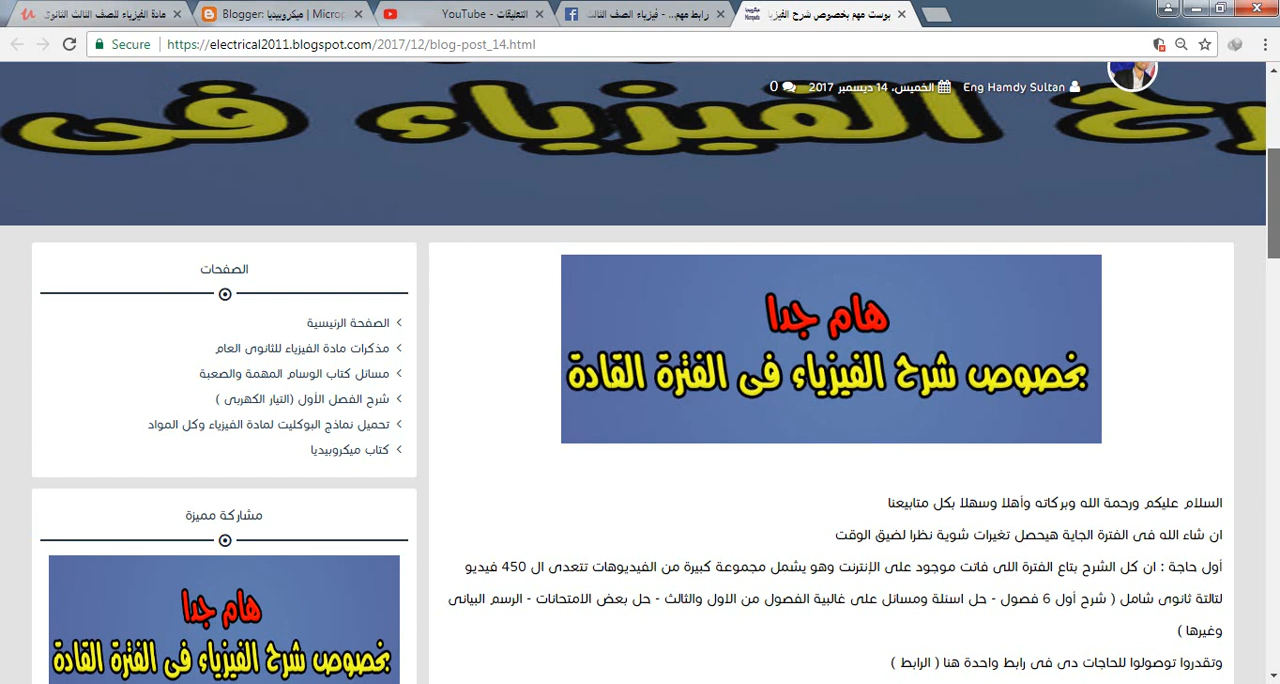 مادة الفيزياء للصف الثالث الثانوى
Blogger: ميكروبيديا | Microp
التعليقات - YouTube
رابط مهم... - فيزياء الصف الثالث
بوست مهم بخصوص شرح الفيزيا
Secure | https://electrical2011.blogspot.com/2017/12/blog-post_14.html
Eng Hamdy Sultan الخميس، 14 ديسمبر 2017 0
رح الفيزياء فى
هام جدا
بخصوص شرح الفيزياء فى الفترة القادة
السلام عليكم ورحمة الله وبركاته وأهلا وسهلا بكل متابيعنا
ان شاء الله فى الفترة الجاية هيحصل تغيرات شوية نظرا لضيق الوقت
أول حاجة : ان كل الشرح بتاع الفترة اللى فاتت موجود على الإنترنت وهو يشمل مجموعة كبيرة من الفيديوهات تتعدى ال 450 فيديو
لتالتة ثانوى شامل ( شرح أول 6 فصول - حل اسئلة ومسائل على غالبية الفصول من الاول والثالث - حل بعض الامتحانات - الرسم البيانى
وغيرها )
وتقدروا توصولوا للحاجات دى فى رابط واحدة هنا ( الرابط )
الصفحات
الصفحة الرئيسية
مذكرات مادة الفيزياء للثانوى العام
مسائل كتاب الوسام المهمة والصعبة
شرح الفصل الأول (التيار الكهربى )
تحميل نماذج البوكليت لمادة الفيزياء وكل المواد
كتاب ميكروبيديا
مشاركة مميزة
هام جدا
بخصوص شرح الفيزياء فى الفترة القادة